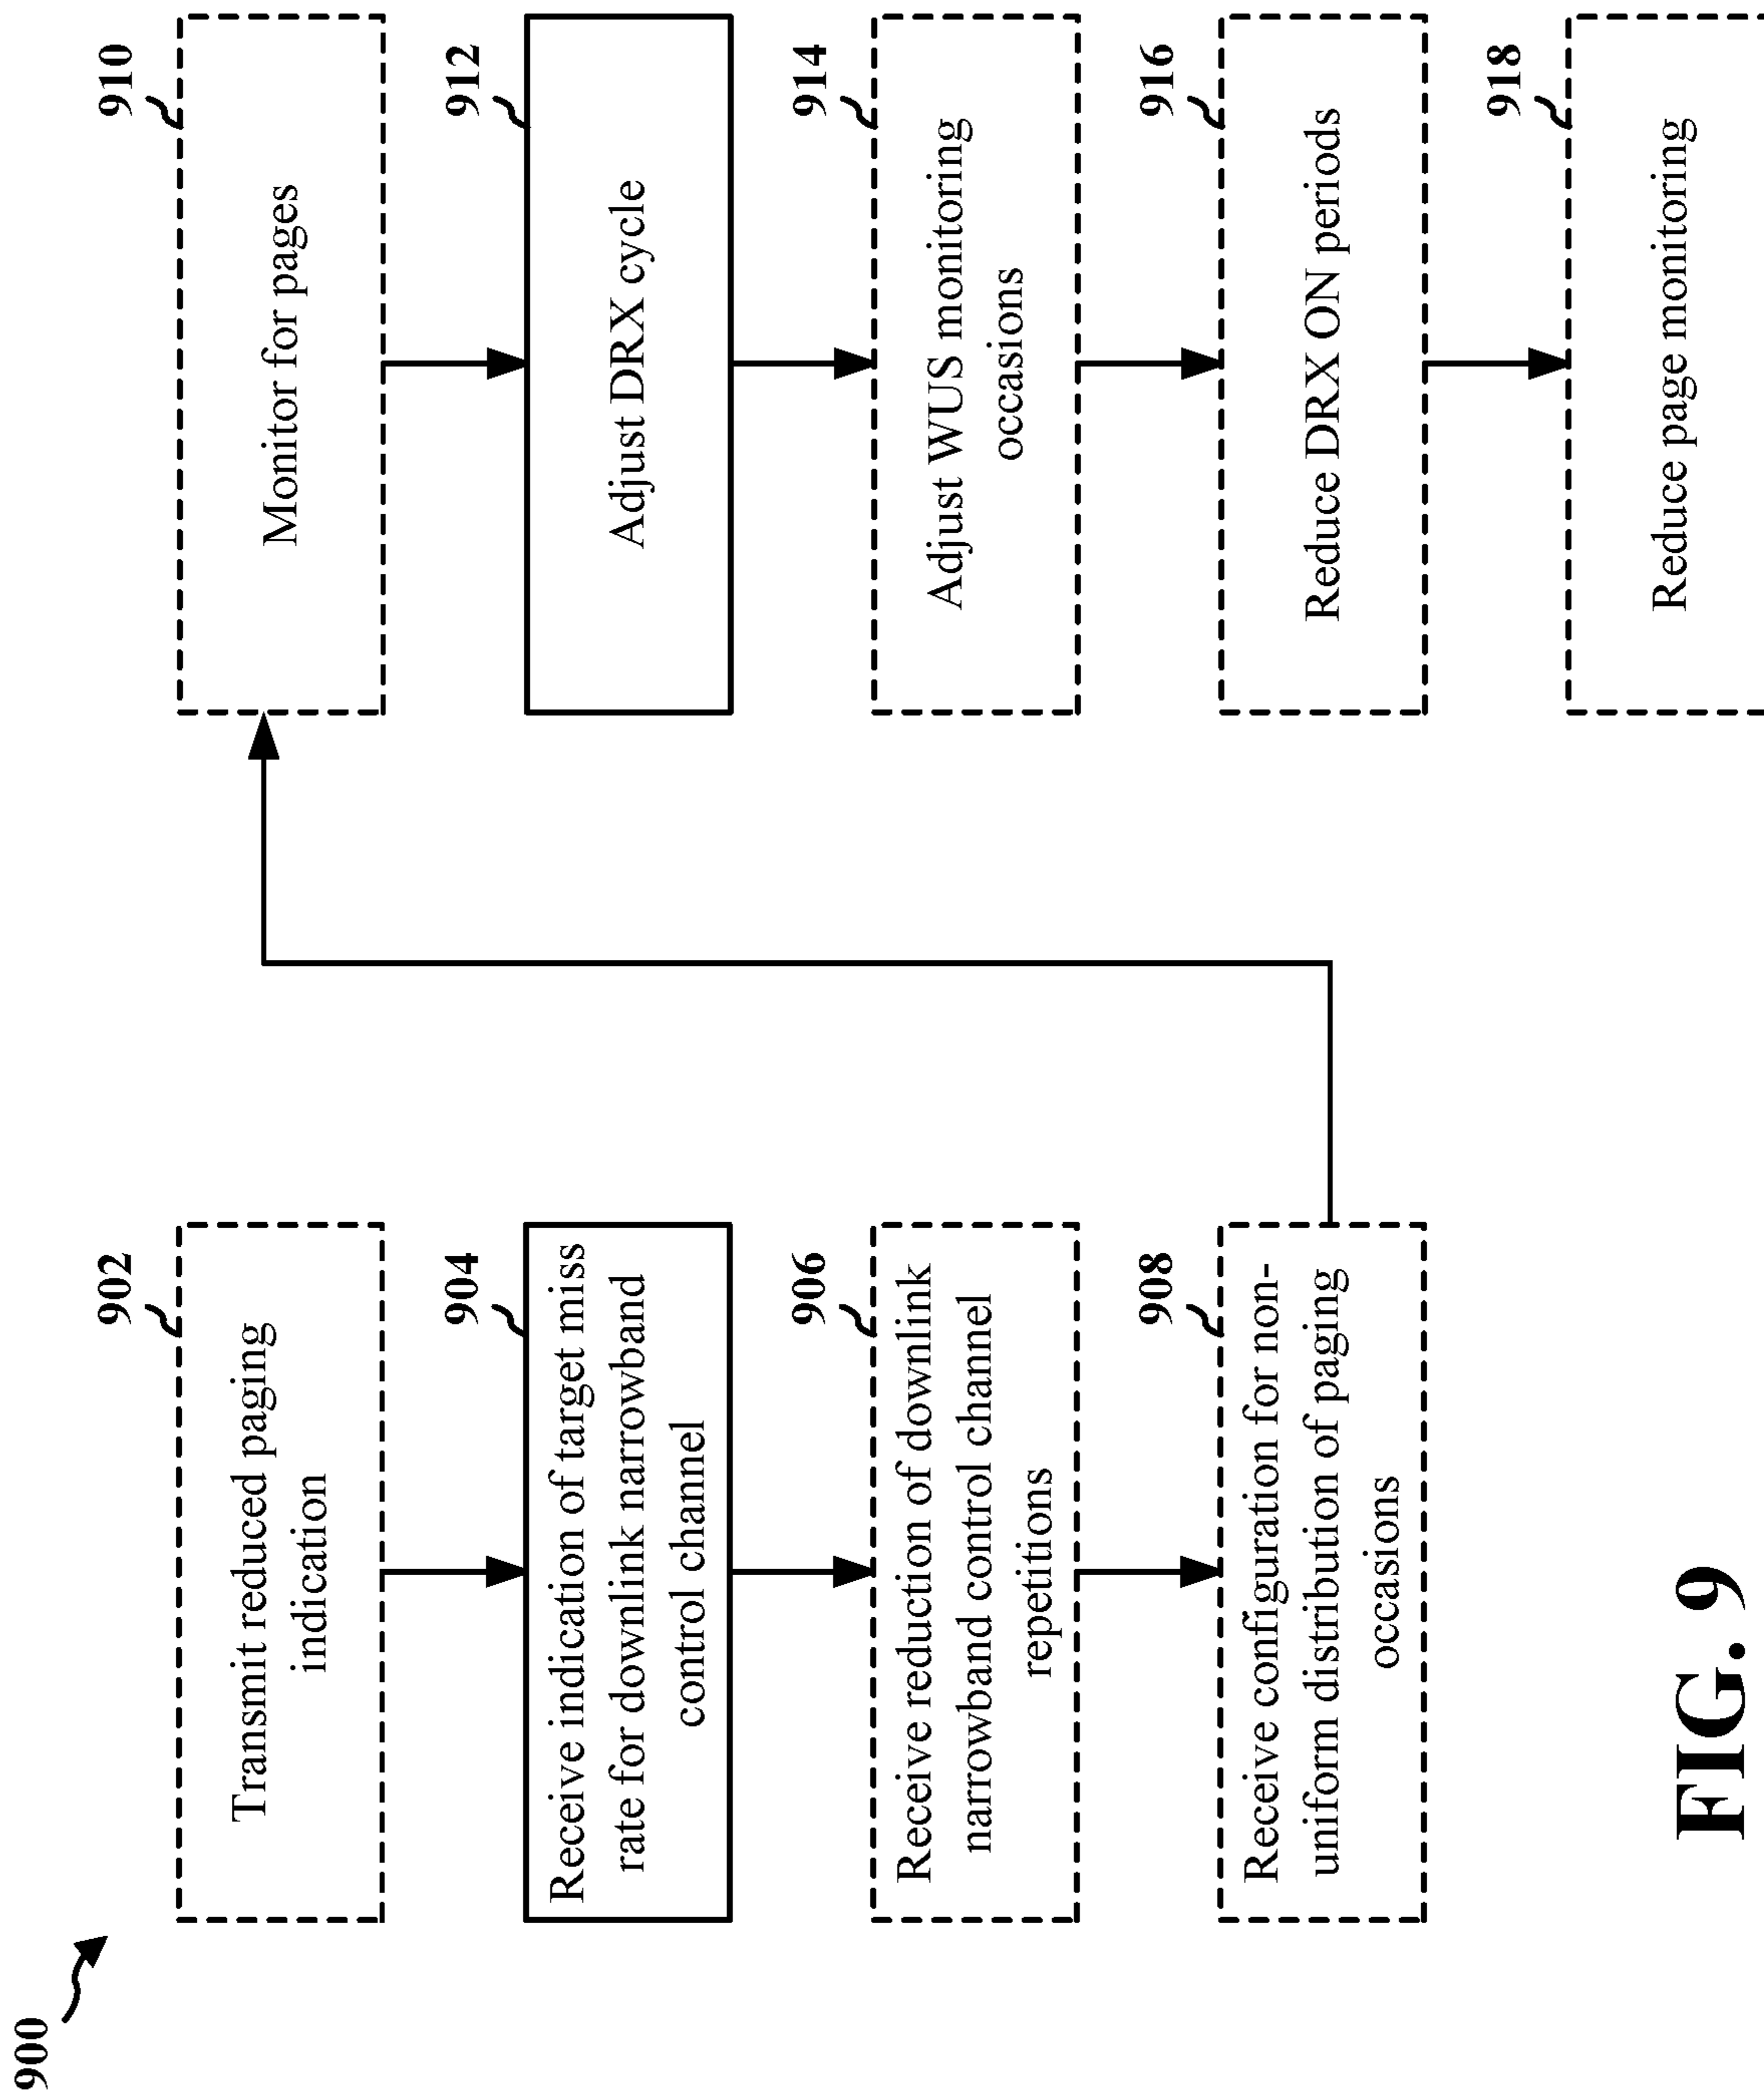 900
902
Transmit reduced paging
indication
904
Receive indication of target miss
rate for downlink narrowband
control channel
906
Receive reduction of downlink
narrowband control channel
repetitions
908
Receive configuration for non-
uniform distribution of paging
occasions
910
Monitor for pages
912
Adjust DRX cycle
914
Adjust WUS monitoring
occasions
916
Reduce DRX ON periods
918
Reduce page monitoring
FIG. 9